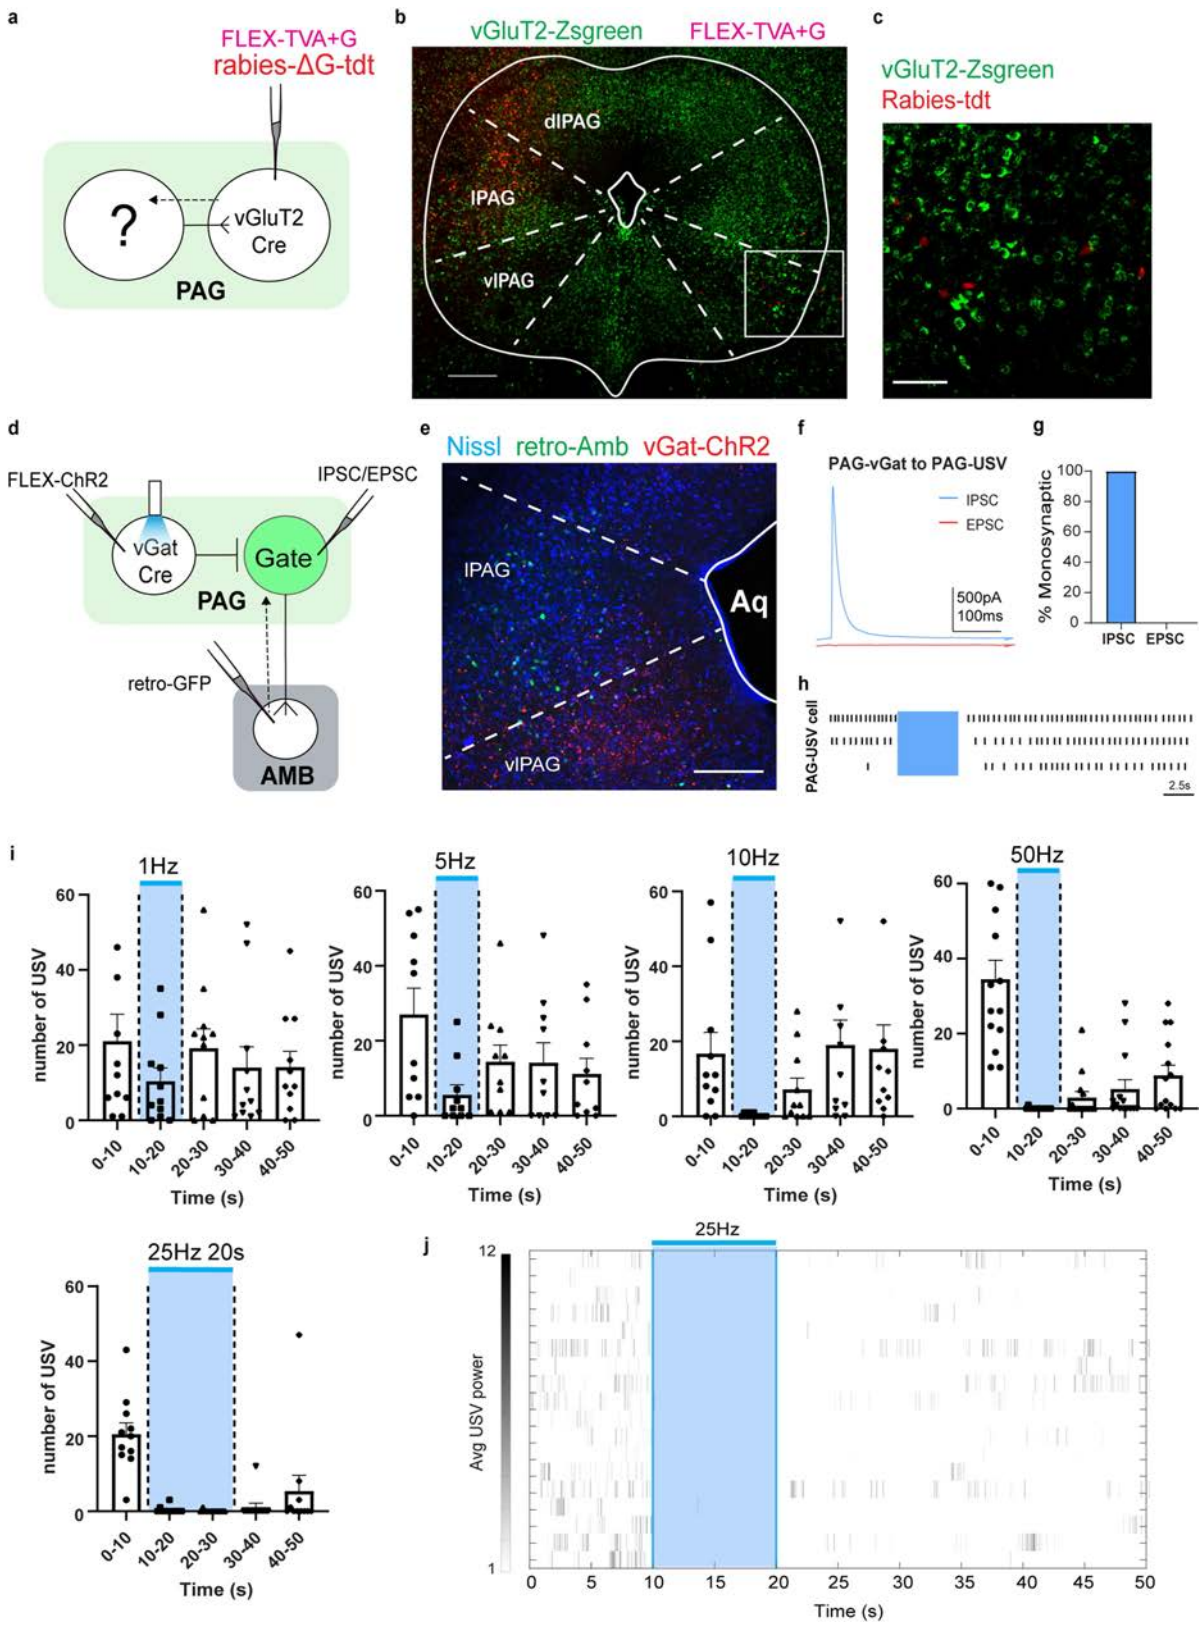 a
FLEX-TVA+G
rabies-ΔG-tdt
?
vGluT2
Cre
PAG
b
vGluT2-Zsgreen FLEX-TVA+G
dlPAG
lPAG
vlPAG
c
vGluT2-Zsgreen
Rabies-tdt
d
FLEX-ChR2
IPSC/EPSC
vGat
Cre
Gate
PAG
retro-GFP
AMB
e
Nissl retro-Amb vGat-ChR2
lPAG
Aq
vlPAG
f
PAG-vGat to PAG-USV
IPSC
EPSC
500pA
100ms
g
% Monosynaptic
100
80
60
40
20
0
IPSC EPSC
h
PAG-USV cell
2.5s
i
1Hz
number of USV
60
40
20
0
0-10 10-20 20-30 30-40 40-50
Time (s)
5Hz
number of USV
60
40
20
0
0-10 10-20 20-30 30-40 40-50
Time (s)
10Hz
number of USV
60
40
20
0
0-10 10-20 20-30 30-40 40-50
Time (s)
50Hz
number of USV
60
40
20
0
0-10 10-20 20-30 30-40 40-50
Time (s)
25Hz 20s
number of USV
60
40
20
0
0-10 10-20 20-30 30-40 40-50
Time (s)
j
25Hz
12
Avg USV power
1
0 5 10 15 20 25 30 35 40 45 50
Time (s)